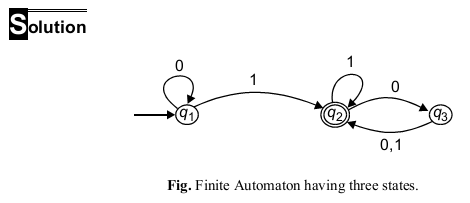 Solution
0
1
1
0
q1
q2
q3
0,1
Fig. Finite Automaton having three states.